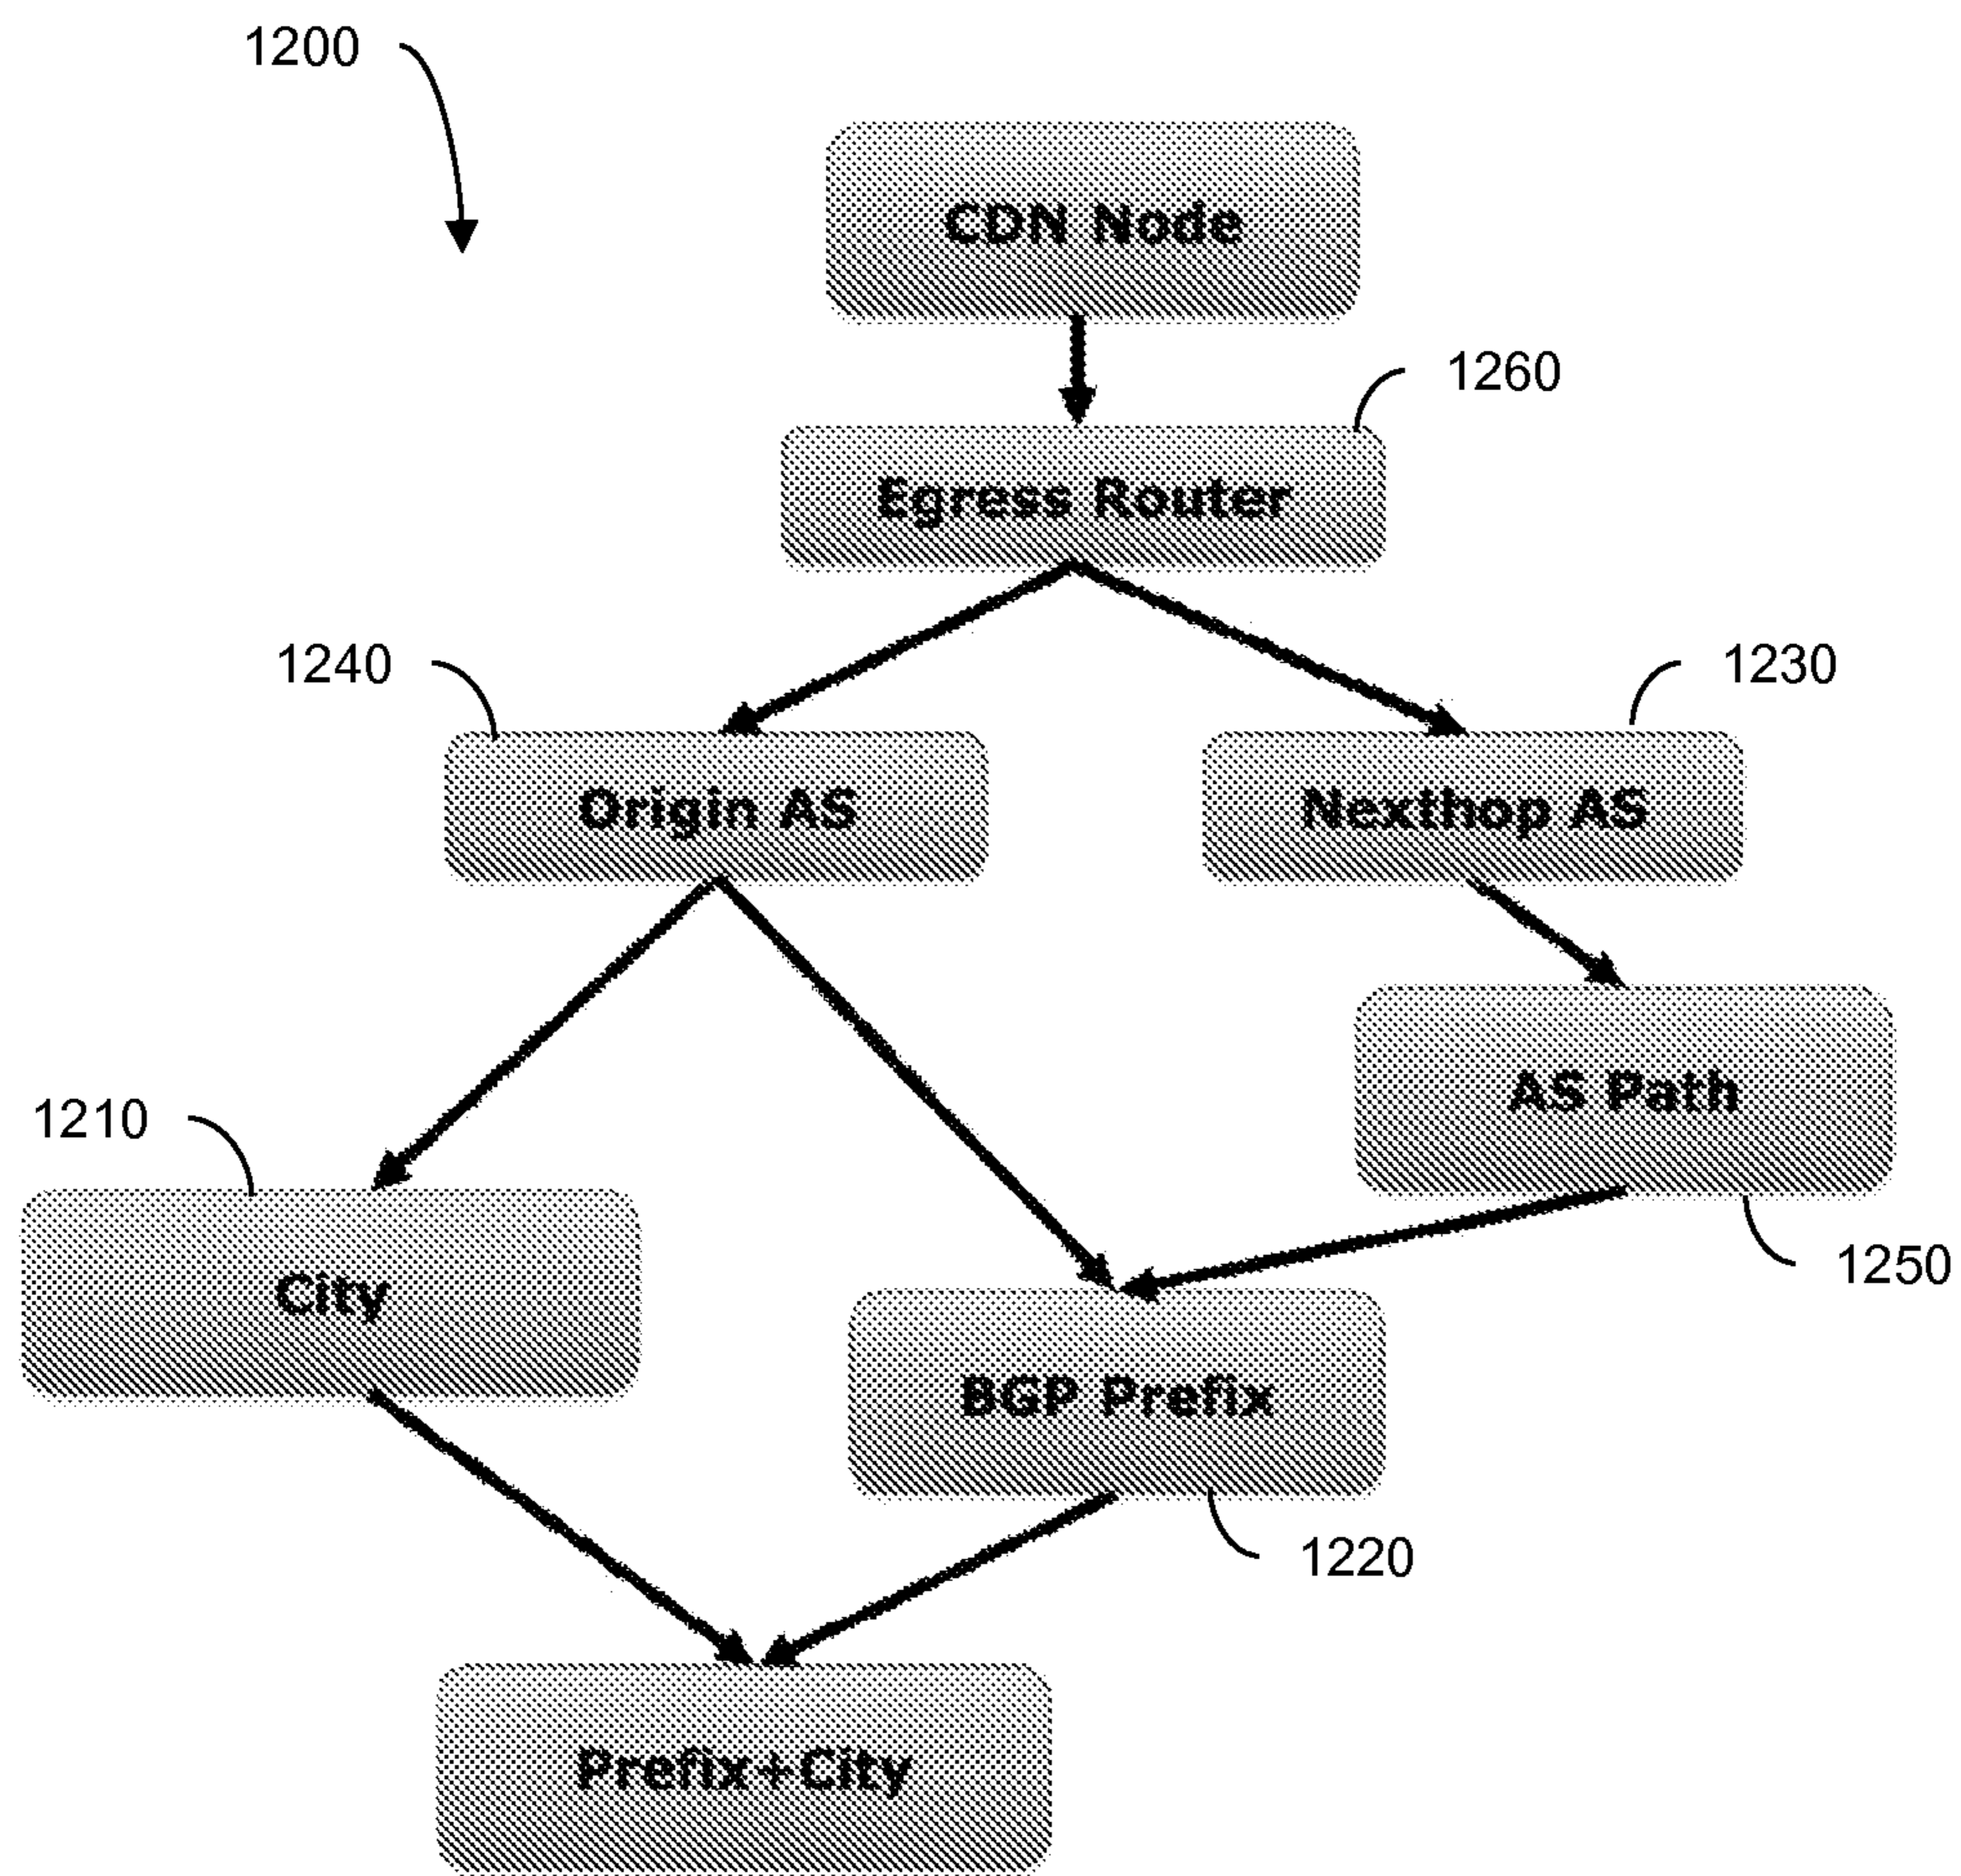 1200
CDN Node
1260
Egress Router
1240
1230
Origin AS
Nexthop AS
AS Path
1210
1250
City
BGP Prefix
1220
Prefix+City